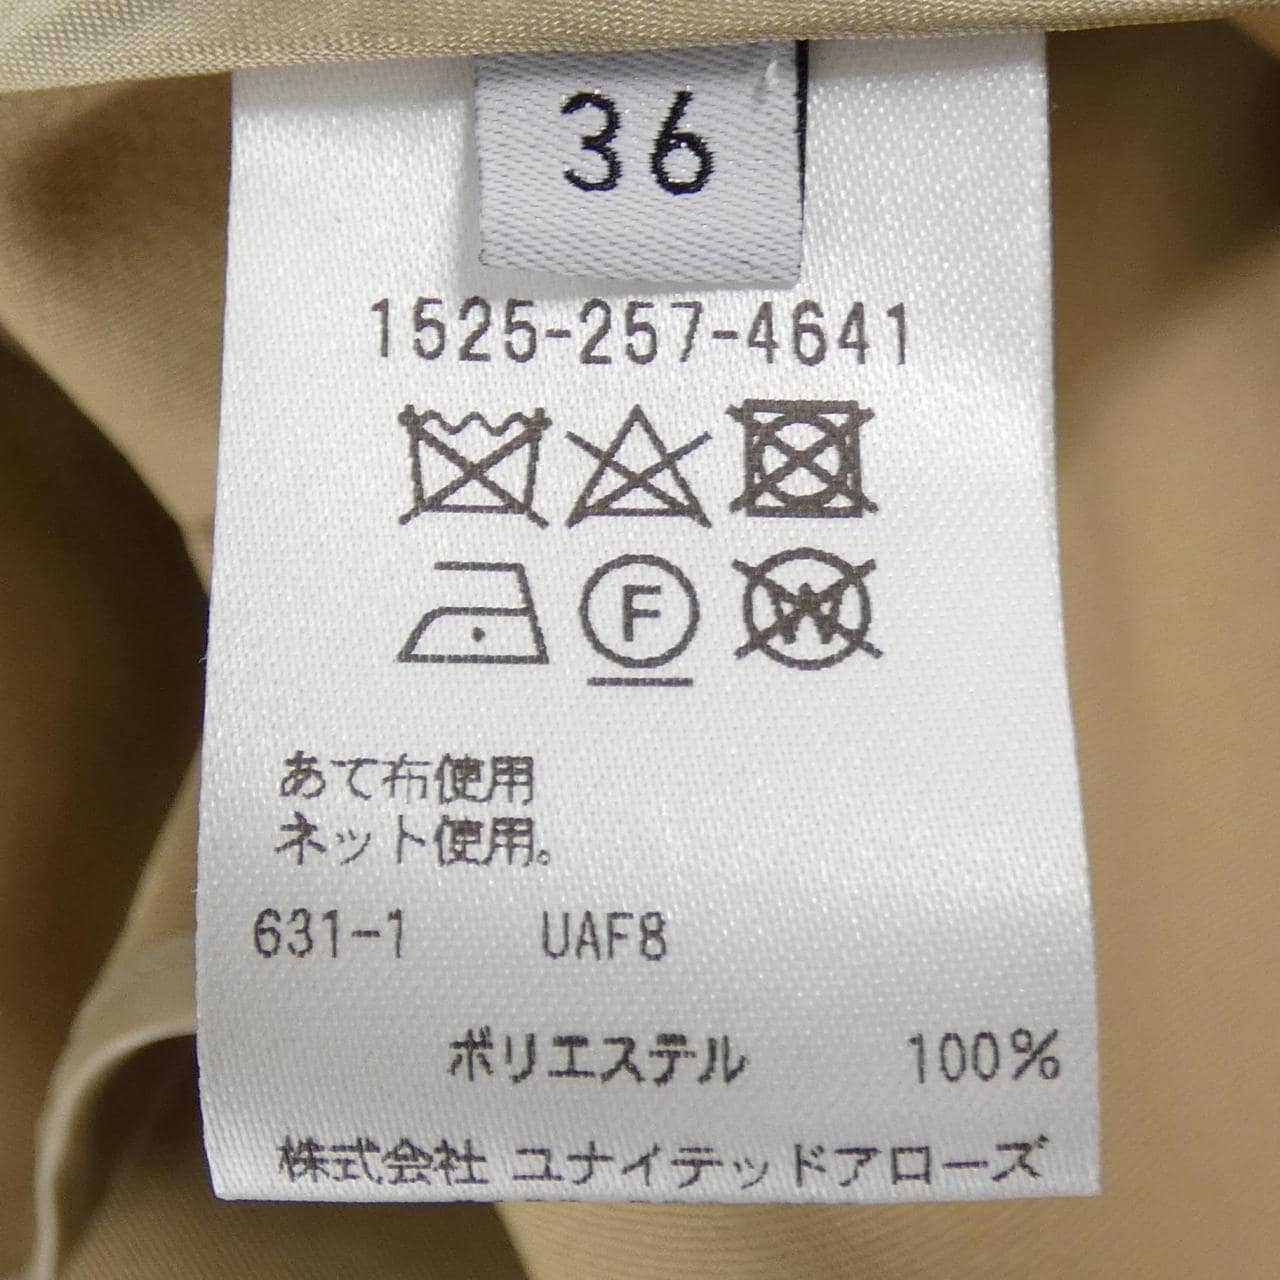 36
1525-257-4641
F
W
あて布使用
ネット使用。
631-1 UAF8
ポリエステル 100%
株式会社 ユナイテッドアローズ